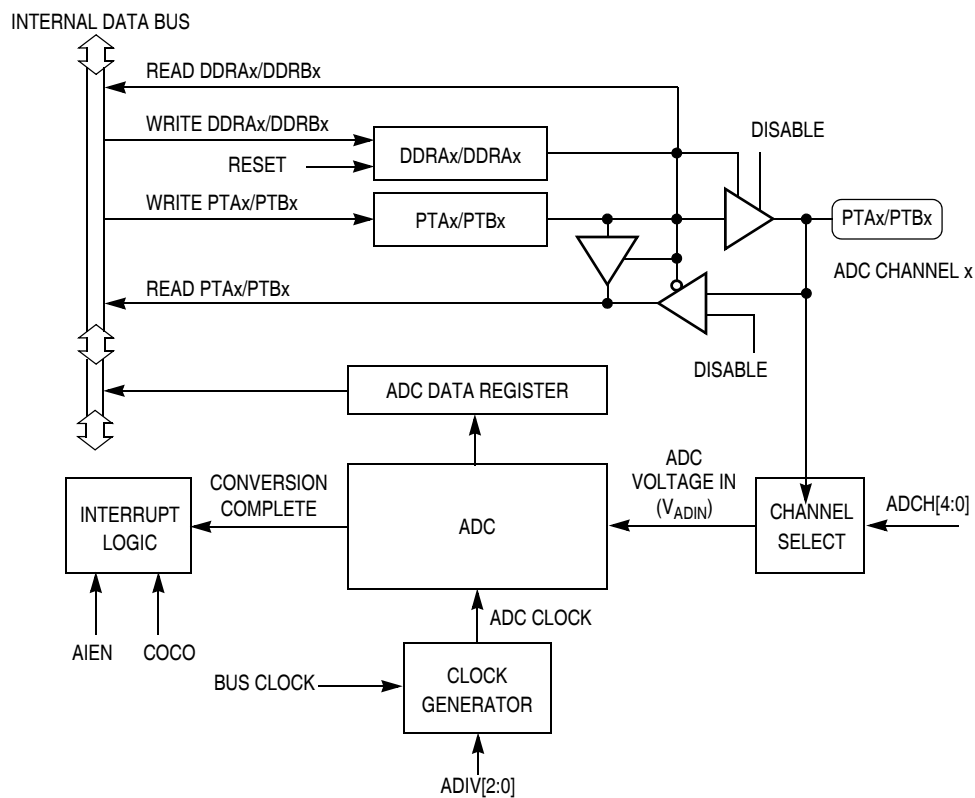 INTERNAL DATA BUS
READ DDRAx/DDRBx
WRITE DDRAx/DDRBx
RESET
DDRAx/DDRAx
DISABLE
WRITE PTAx/PTBx
PTAx/PTBx
PTAx/PTBx
ADC CHANNEL x
READ PTAx/PTBx
DISABLE
ADC DATA REGISTER
INTERRUPT
LOGIC
CONVERSION
COMPLETE
ADC
ADC
VOLTAGE IN
(VADIN)
CHANNEL
SELECT
ADCH[4:0]
AIEN
COCO
ADC CLOCK
BUS CLOCK
CLOCK
GENERATOR
ADIV[2:0]